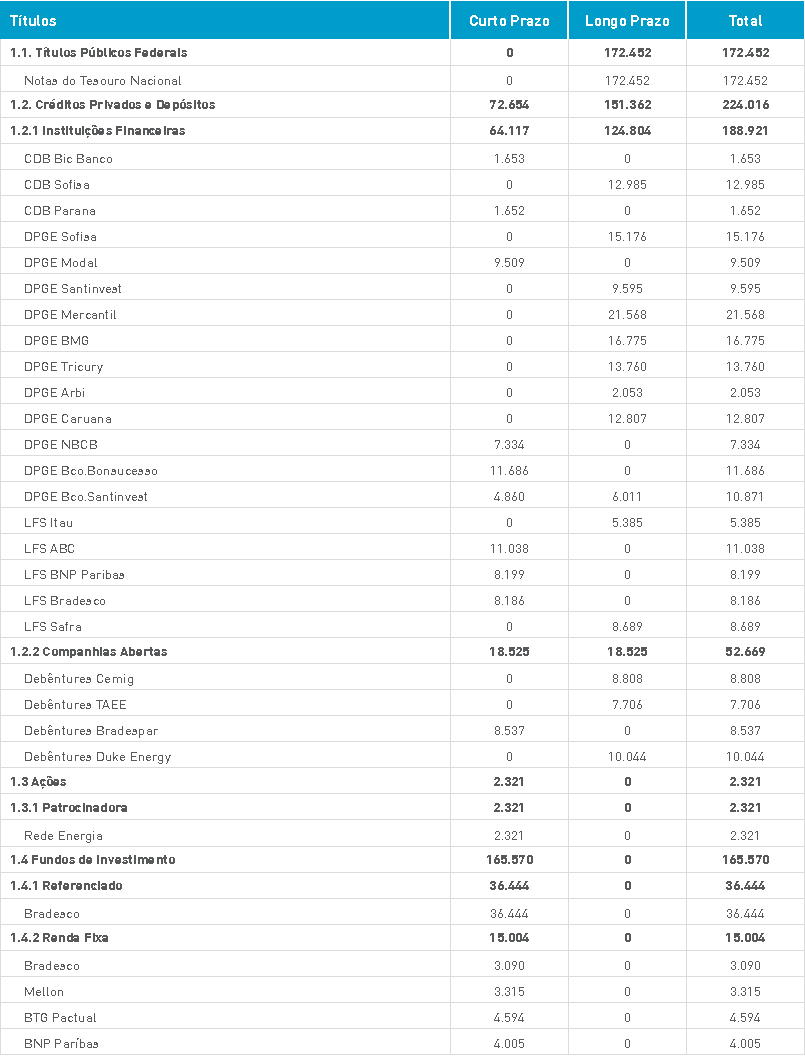 Títulos Curto Prazo Longo Prazo Total
1.1. Títulos Públicos Federais 0 172.452 172.452
Notas do Tesouro Nacional 0 172.452 172.452
1.2. Créditos Privados e Depósitos 72.654 151.362 224.016
1.2.1 Instituições Financeiras 64.117 124.804 188.921
CDB Bic Banco 1.653 0 1.653
CDB Sofisa 0 12.985 12.985
CDB Parana 1.652 0 1.652
DPGE Sofisa 0 15.176 15.176
DPGE Modal 9.509 0 9.509
DPGE Santinvest 0 9.595 9.595
DPGE Mercantil 0 21.568 21.568
DPGE BMG 0 16.775 16.775
DPGE Tricury 0 13.760 13.760
DPGE Arbi 0 2.053 2.053
DPGE Caruana 0 12.807 12.807
DPGE NBCB 7.334 0 7.334
DPGE Bco.Bonsucesso 11.686 0 11.686
DPGE Bco.Santinvest 4.860 6.011 10.871
LFS Itau 0 5.385 5.385
LFS ABC 11.038 0 11.038
LFS BNP Paribas 8.199 0 8.199
LFS Bradesco 8.186 0 8.186
LFS Safra 0 8.689 8.689
1.2.2 Companhias Abertas 18.525 18.525 52.669
Debêntures Cemig 0 8.808 8.808
Debêntures TAEE 0 7.706 7.706
Debêntures Bradespar 8.537 0 8.537
Debêntures Duke Energy 0 10.044 10.044
1.3 Ações 2.321 0 2.321
1.3.1 Patrocinadora 2.321 0 2.321
Rede Energia 2.321 0 2.321
1.4 Fundos de Investimento 165.570 0 165.570
1.4.1 Referenciado 36.444 0 36.444
Bradesco 36.444 0 36.444
1.4.2 Renda Fixa 15.004 0 15.004
Bradesco 3.090 0 3.090
Mellon 3.315 0 3.315
BTG Pactual 4.594 0 4.594
BNP Paríbas 4.005 0 4.005